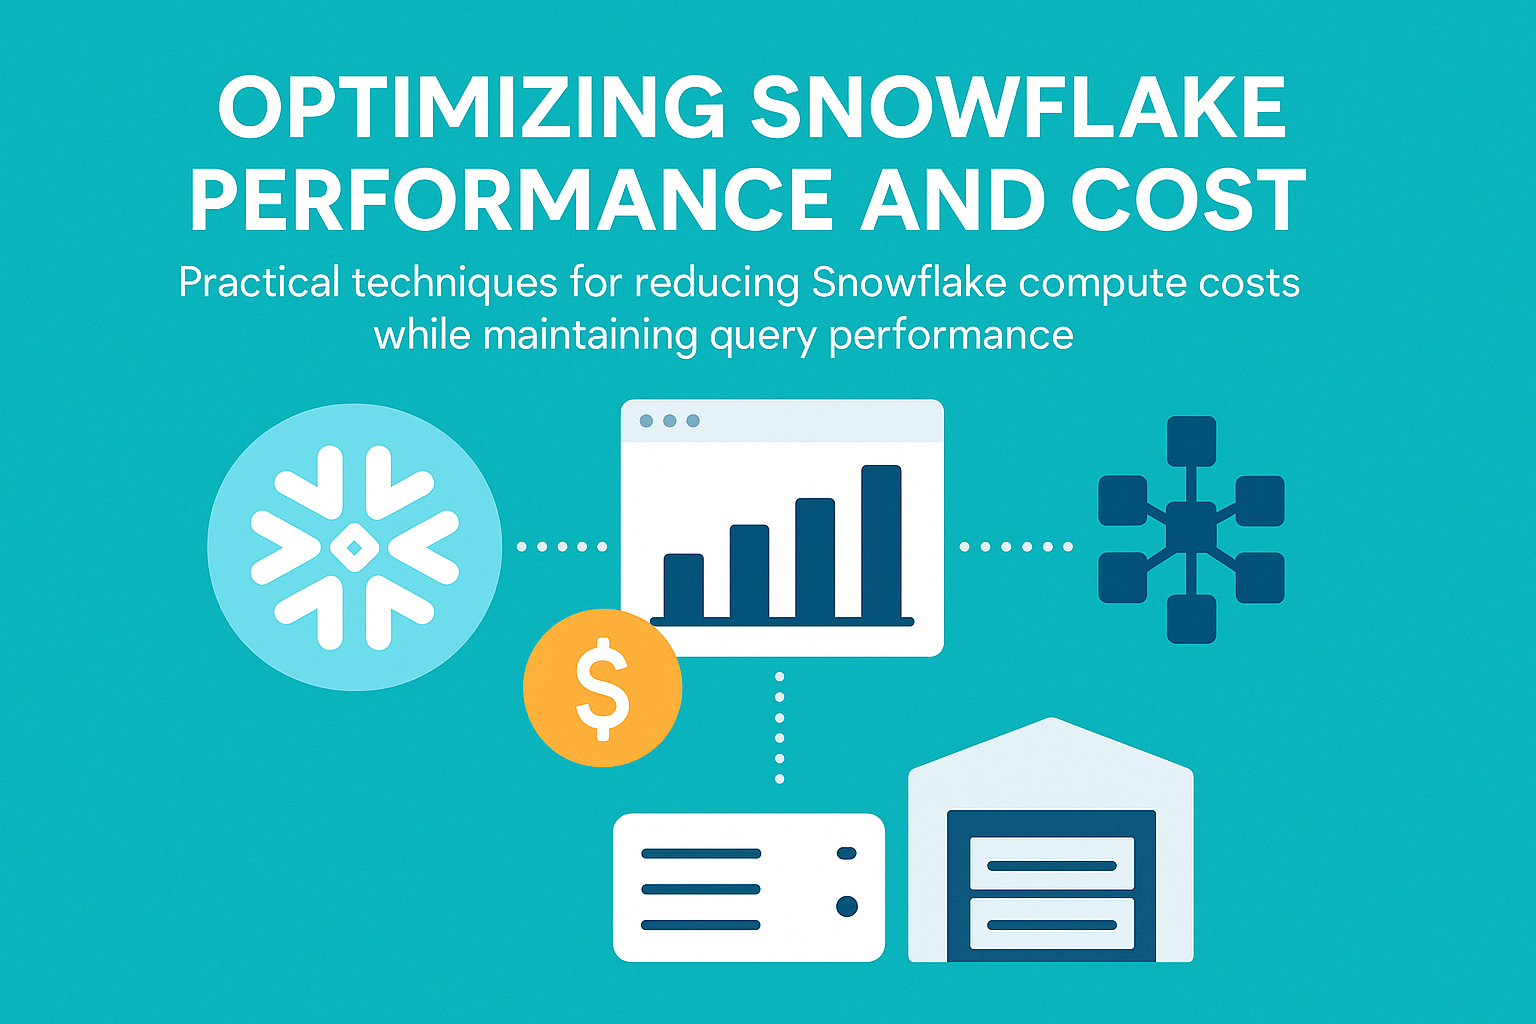 OPTIMIZING SNOWFLAKE
PERFORMANCE AND COST
Practical techniques for reducing Snowflake compute costs
while maintaining query performance
$